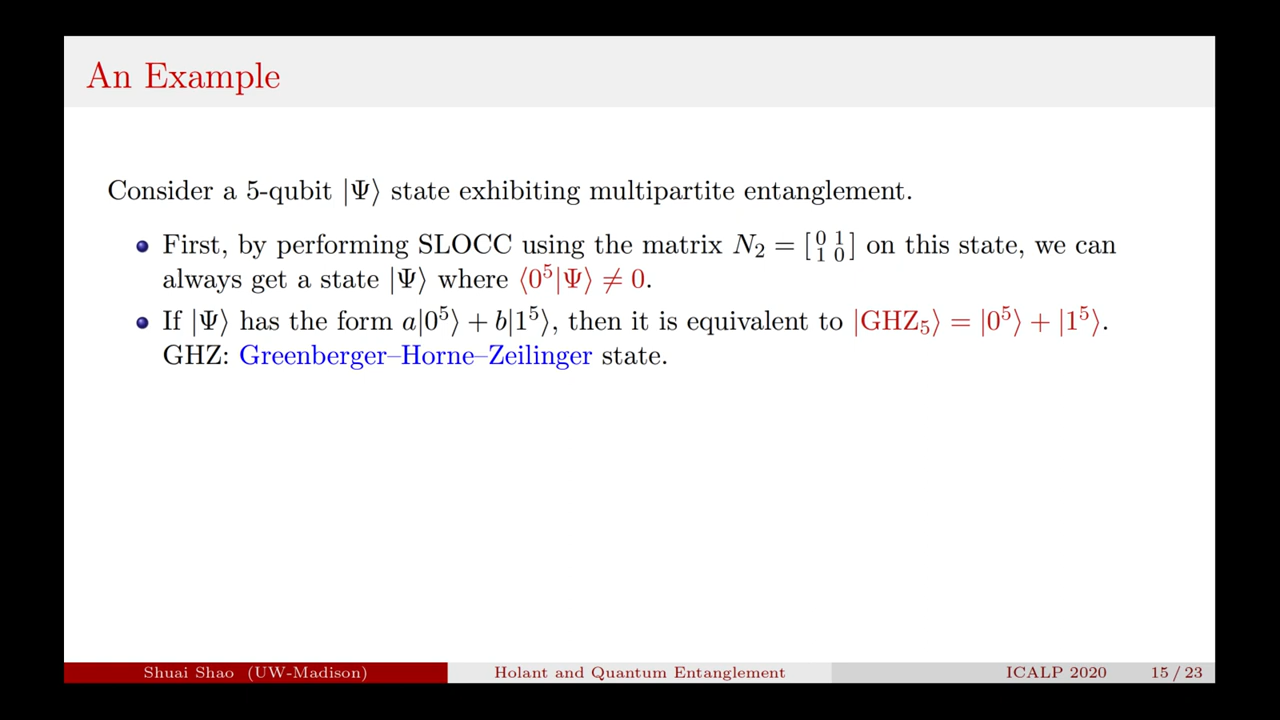 An Example
Consider a 5-qubit |Ψ⟩ state exhibiting multipartite entanglement.
First, by performing SLOCC using the matrix N₂ = [0 1; 1 0] on this state, we can
always get a state |Ψ⟩ where ⟨0⁵|Ψ⟩ ≠ 0.
If |Ψ⟩ has the form a|0⁵⟩ + b|1⁵⟩, then it is equivalent to |GHZ₅⟩ = |0⁵⟩ + |1⁵⟩.
GHZ: Greenberger–Horne–Zeilinger state.
Shuai Shao (UW-Madison) Holant and Quantum Entanglement ICALP 2020 15 / 23